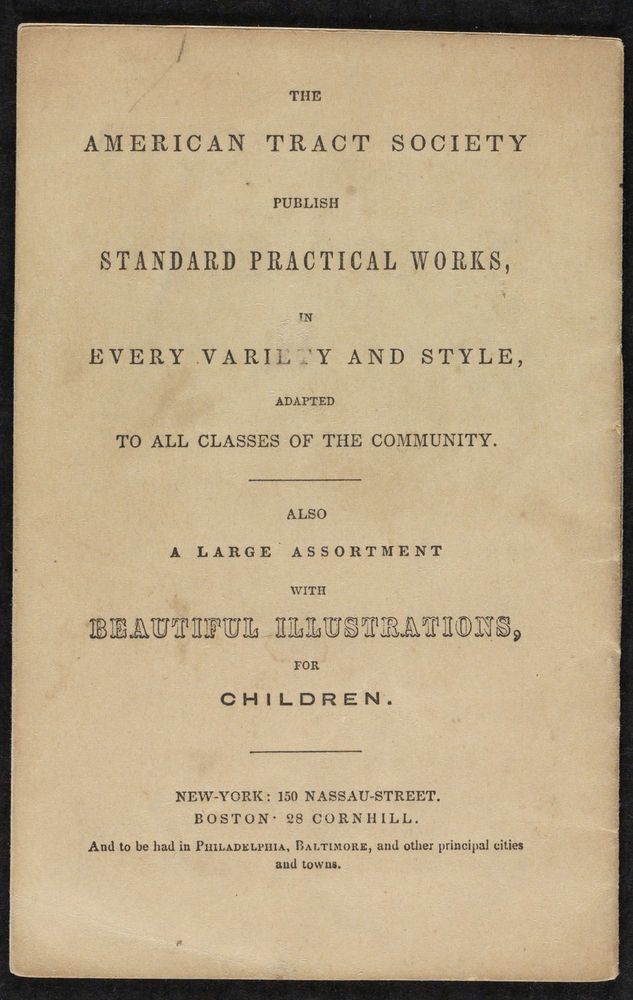 THE
AMERICAN TRACT SOCIETY
PUBLISH
STANDARD PRACTICAL WORKS,
IN
EVERY VARIETY AND STYLE,
ADAPTED
TO ALL CLASSES OF THE COMMUNITY.
ALSO
A LARGE ASSORTMENT
WITH
BEAUTIFUL ILLUSTRATIONS,
FOR
CHILDREN.
NEW-YORK: 150 NASSAU-STREET.
BOSTON· 28 CORNHILL.
And to be had in PHILADELPHIA, BALTIMORE, and other principal cities
and towns.